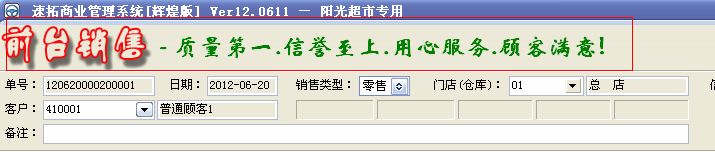 速拓商业管理系统[辉煌版] Ver12.0611 － 阳光超市专用
前台销售 - 质量第一.信誉至上.用心服务.顾客满意!
单号: 120620000200001 日期: 2012-06-20 销售类型: 零售 门店(仓库): 01 总 店
客户: 410001 普通顾客1
备注: